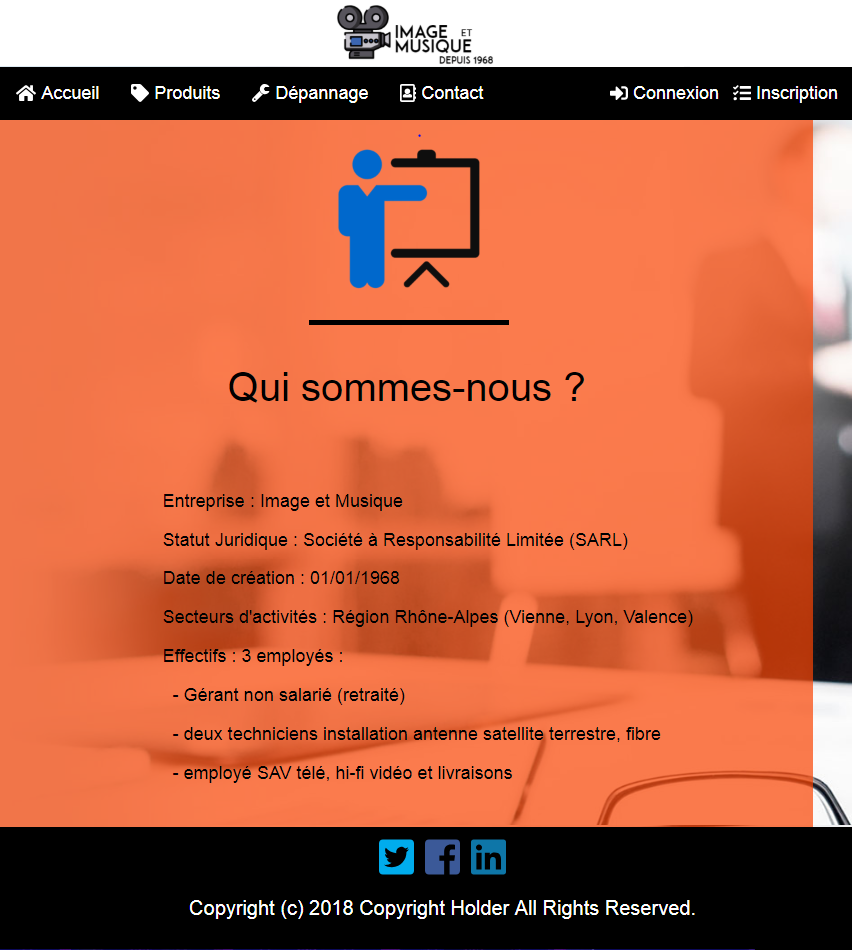 IMAGE ET
MUSIQUE
DEPUIS 1968
Accueil Produits Dépannage Contact Connexion Inscription
Qui sommes-nous ?
Entreprise : Image et Musique
Statut Juridique : Société à Responsabilité Limitée (SARL)
Date de création : 01/01/1968
Secteurs d'activités : Région Rhône-Alpes (Vienne, Lyon, Valence)
Effectifs : 3 employés :
- Gérant non salarié (retraité)
- deux techniciens installation antenne satellite terrestre, fibre
- employé SAV télé, hi-fi vidéo et livraisons
Copyright (c) 2018 Copyright Holder All Rights Reserved.